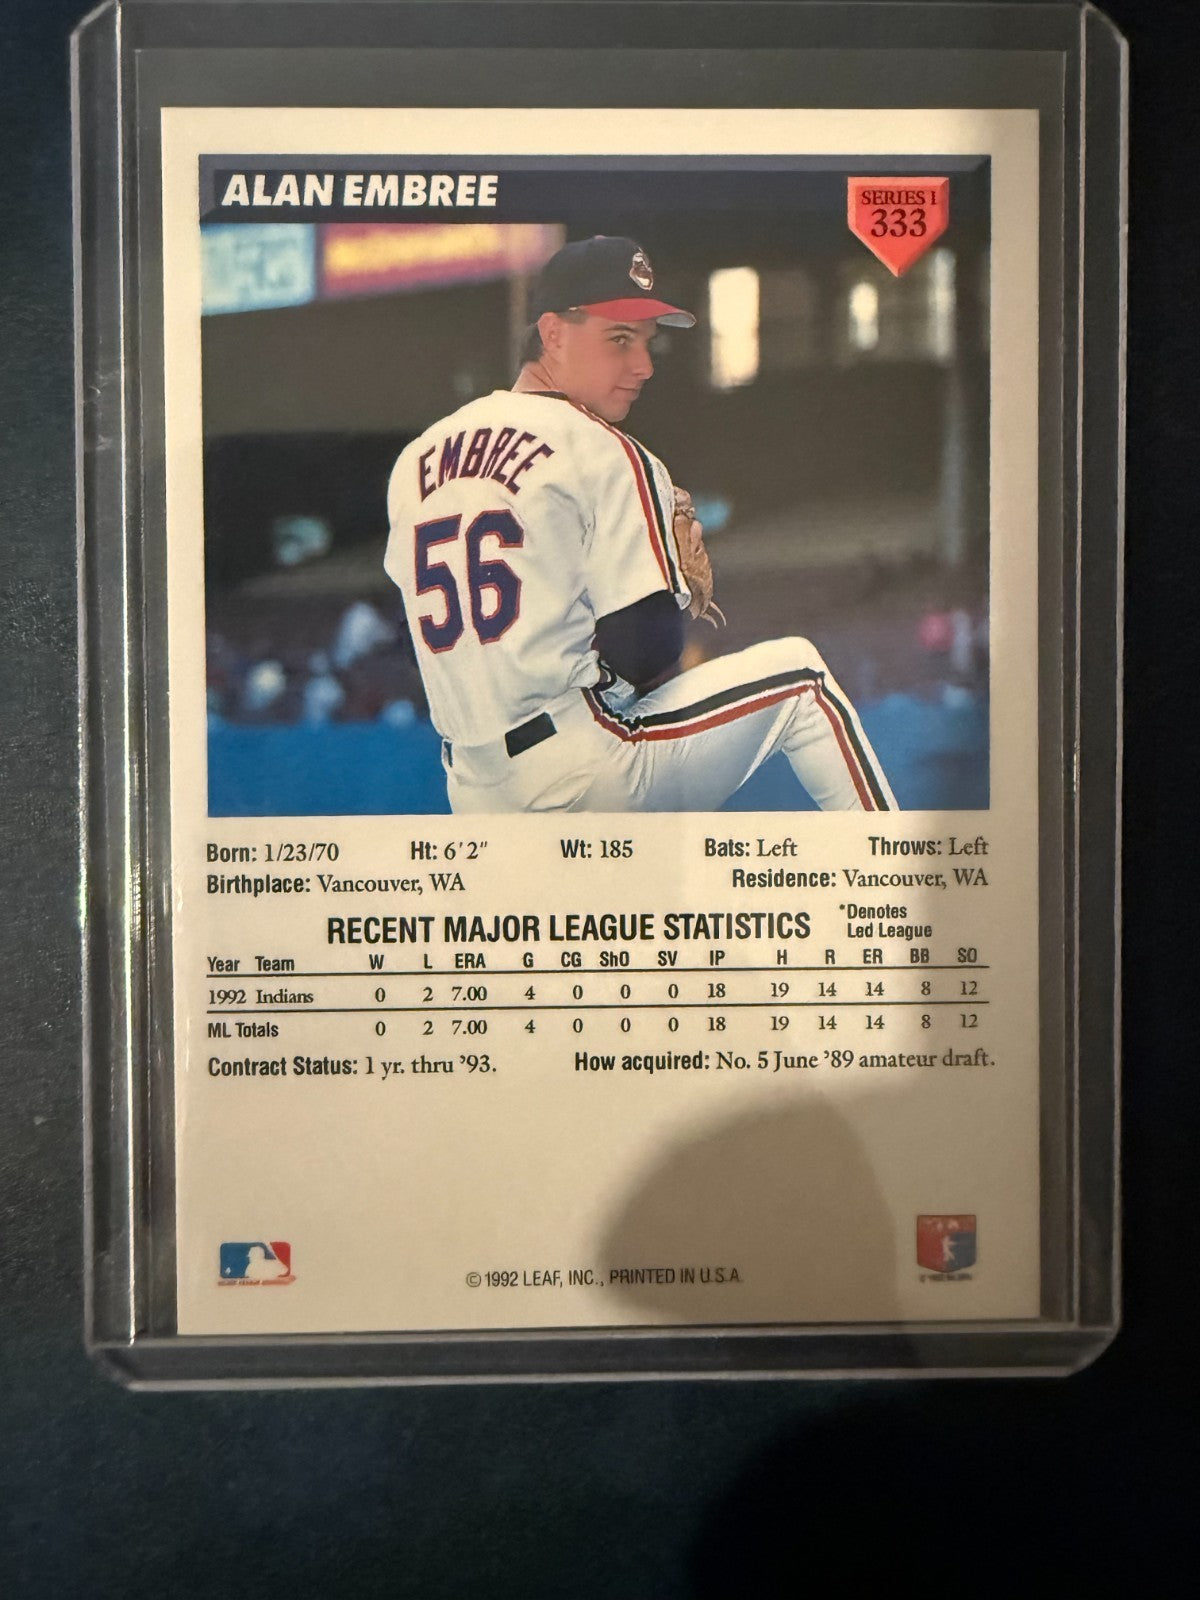 ALAN EMBREE
SERIES 1
333
EMBREE
56
Born: 1/23/70 Ht: 6'2" Wt: 185 Bats: Left Throws: Left
Birthplace: Vancouver, WA Residence: Vancouver, WA
RECENT MAJOR LEAGUE STATISTICS *Denotes
Led League
Year Team W L ERA G CG ShO SV IP H R ER BB SO
1992 Indians 0 2 7.00 4 0 0 0 18 19 14 14 8 12
ML Totals 0 2 7.00 4 0 0 0 18 19 14 14 8 12
Contract Status: 1 yr. thru '93. How acquired: No. 5 June '89 amateur draft.
© 1992 LEAF, INC., PRINTED IN U.S.A.